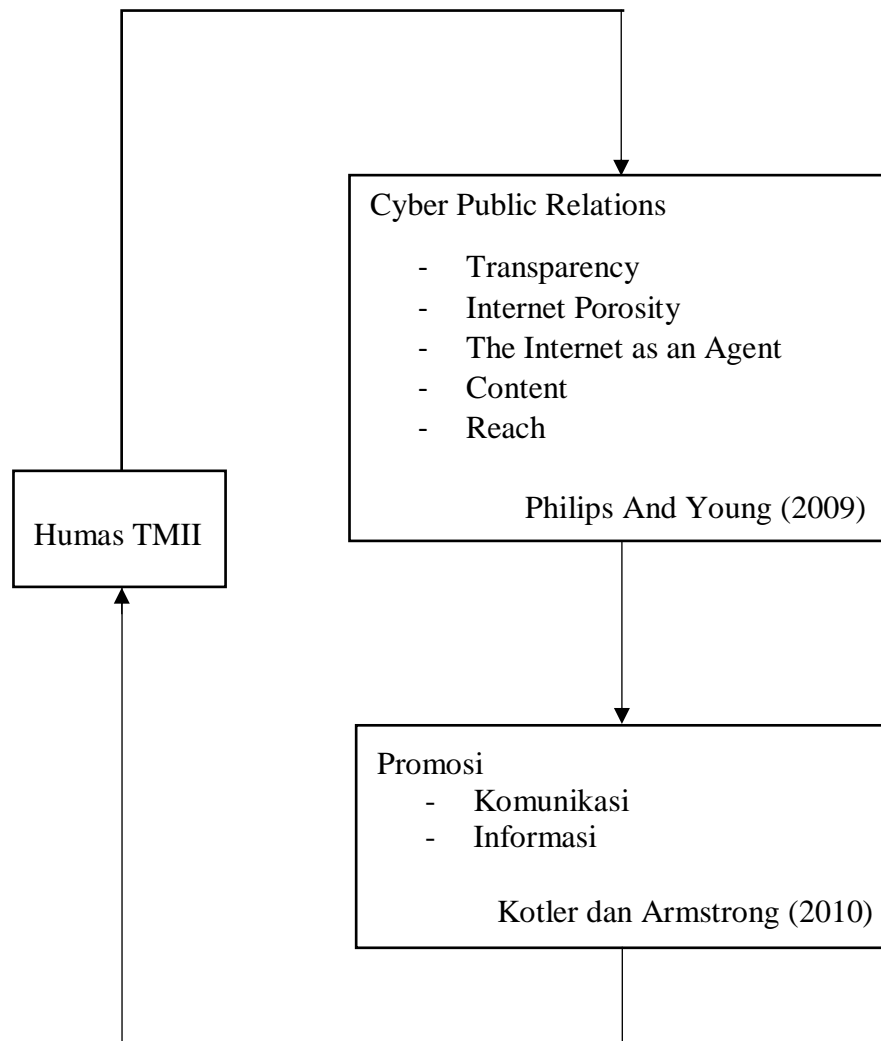 Cyber Public Relations
- Transparency
- Internet Porosity
- The Internet as an Agent
- Content
- Reach
Philips And Young (2009)
Humas TMII
Promosi
- Komunikasi
- Informasi
Kotler dan Armstrong (2010)